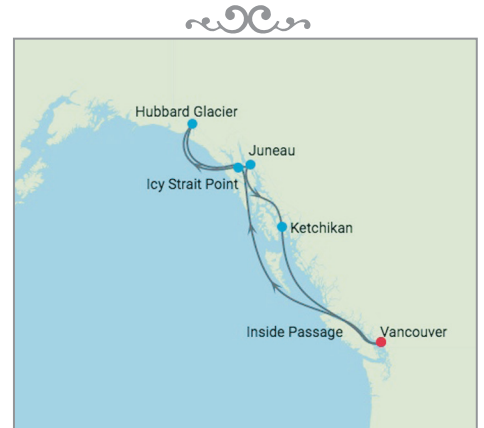 Hubbard Glacier
Juneau
Icy Strait Point
Ketchikan
Inside Passage
Vancouver